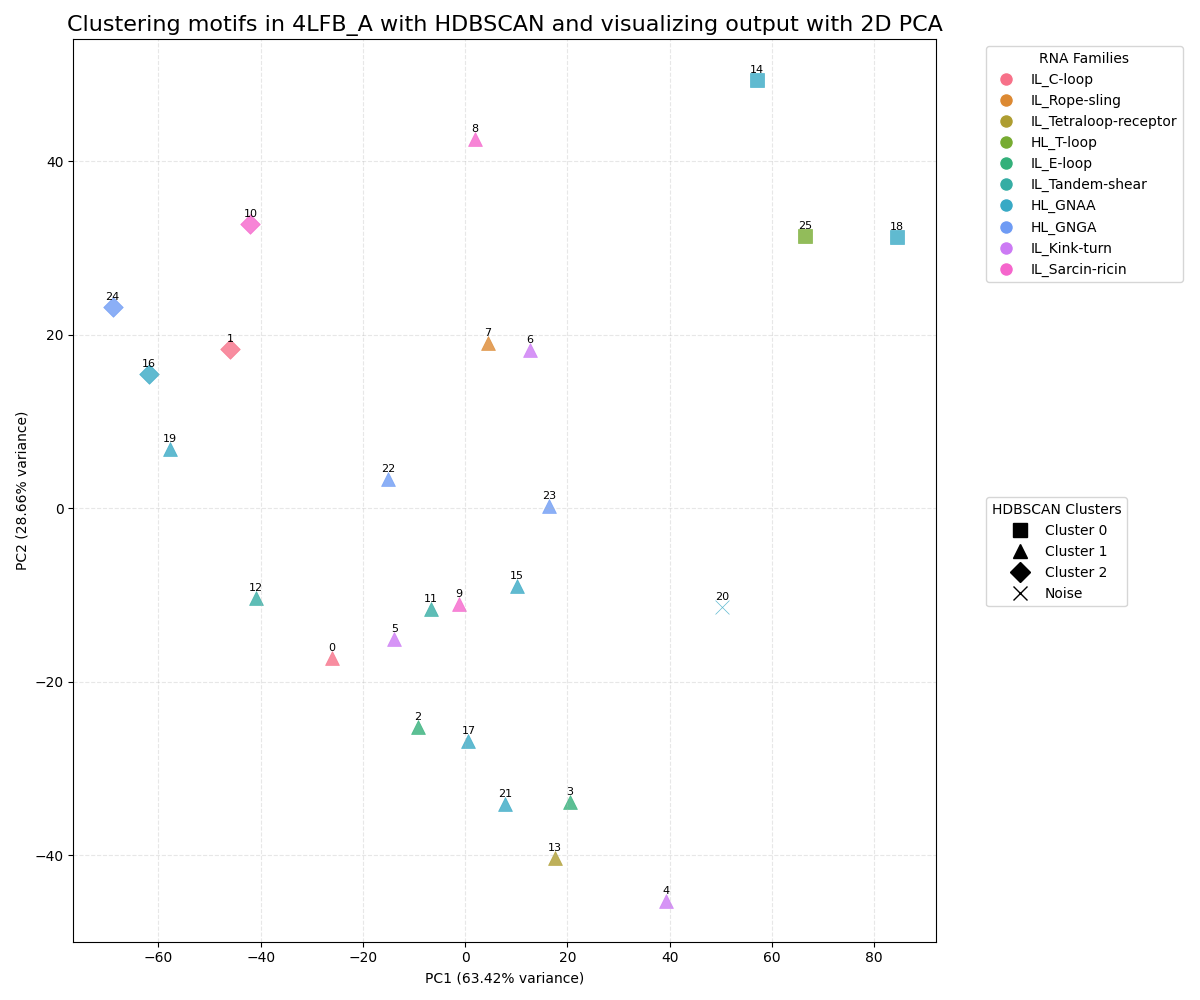 Clustering motifs in 4LFB_A with HDBSCAN and visualizing output with 2D PCA
14
8
10
25
18
24
1
7
6
16
19
22
23
12
11
9
15
20
5
0
2
17
21
3
13
4
40
20
0
−20
−40
PC2 (28.66% variance)
−60
−40
−20
0
20
40
60
80
PC1 (63.42% variance)
RNA Families
IL_C-loop
IL_Rope-sling
IL_Tetraloop-receptor
HL_T-loop
IL_E-loop
IL_Tandem-shear
HL_GNAA
HL_GNGA
IL_Kink-turn
IL_Sarcin-ricin
HDBSCAN Clusters
Cluster 0
Cluster 1
Cluster 2
Noise